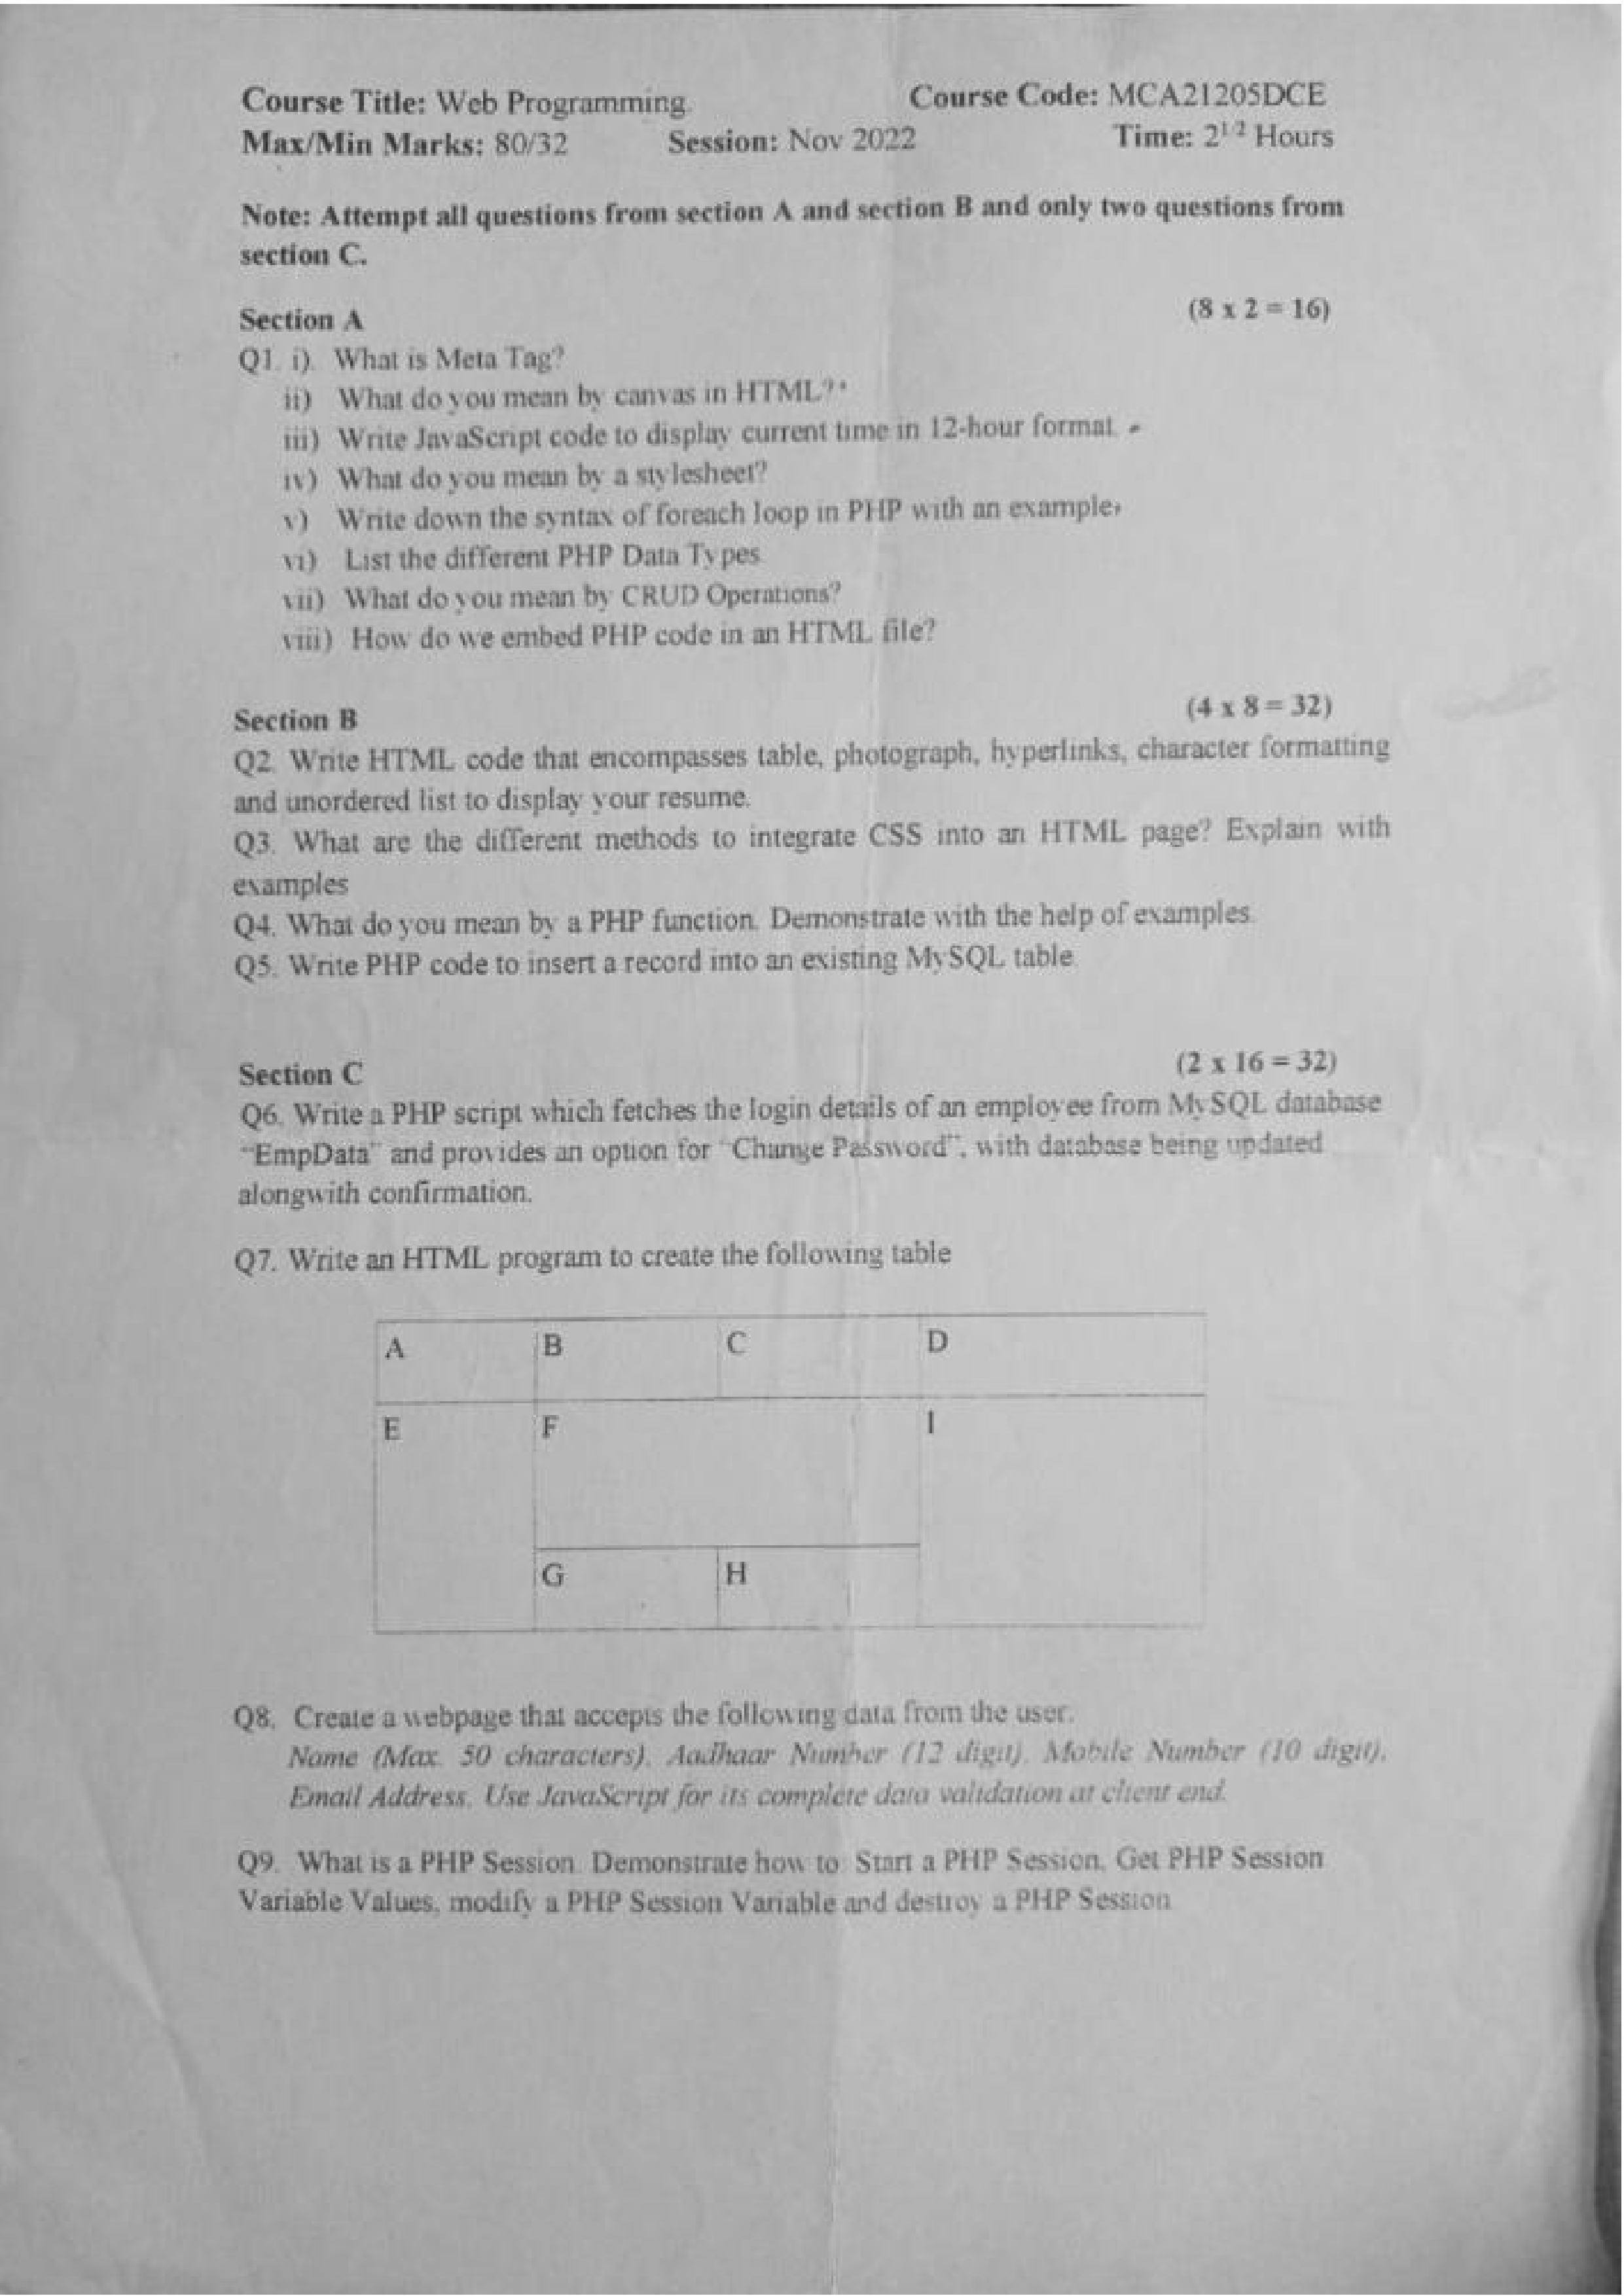 Course Title: Web Programming Course Code: MCA21205DCE
Max/Min Marks: 80/32 Session: Nov 2022 Time: 2^1/2 Hours
Note: Attempt all questions from section A and section B and only two questions from
section C.
Section A (8 x 2 = 16)
Q1. i). What is Meta Tag?
ii) What do you mean by canvas in HTML?
iii) Write JavaScript code to display current time in 12-hour format.
iv) What do you mean by a stylesheet?
v) Write down the syntax of foreach loop in PHP with an example.
vi) List the different PHP Data Types.
vii) What do you mean by CRUD Operations?
viii) How do we embed PHP code in an HTML file?
Section B (4 x 8 = 32)
Q2. Write HTML code that encompasses table, photograph, hyperlinks, character formatting
and unordered list to display your resume.
Q3. What are the different methods to integrate CSS into an HTML page? Explain with
examples
Q4. What do you mean by a PHP function. Demonstrate with the help of examples.
Q5. Write PHP code to insert a record into an existing MySQL table.
Section C (2 x 16 = 32)
Q6. Write a PHP script which fetches the login details of an employee from MySQL database
"EmpData" and provides an option for "Change Password", with database being updated
alongwith confirmation.
Q7. Write an HTML program to create the following table
A B C D
E F I
G H
Q8. Create a webpage that accepts the following data from the user.
Name (Max. 50 characters), Aadhaar Number (12 digit), Mobile Number (10 digit),
Email Address. Use JavaScript for its complete data validation at client end.
Q9. What is a PHP Session. Demonstrate how to: Start a PHP Session, Get PHP Session
Variable Values, modify a PHP Session Variable and destroy a PHP Session.